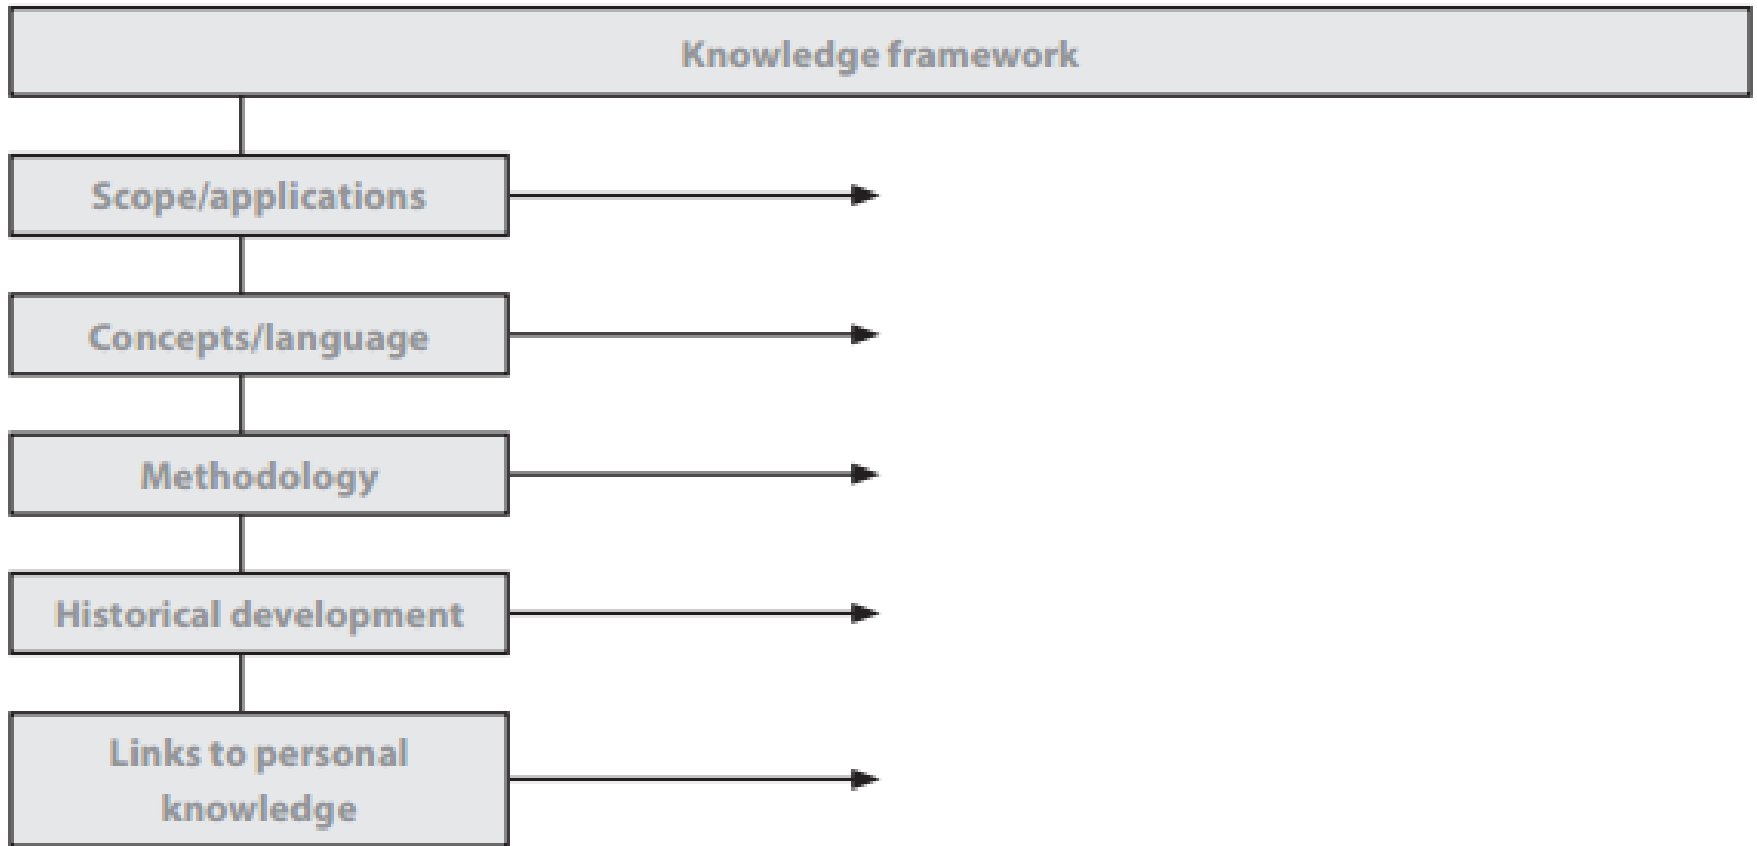 Knowledge framework
Scope/applications
Concepts/language
Methodology
Historical development
Links to personal
knowledge